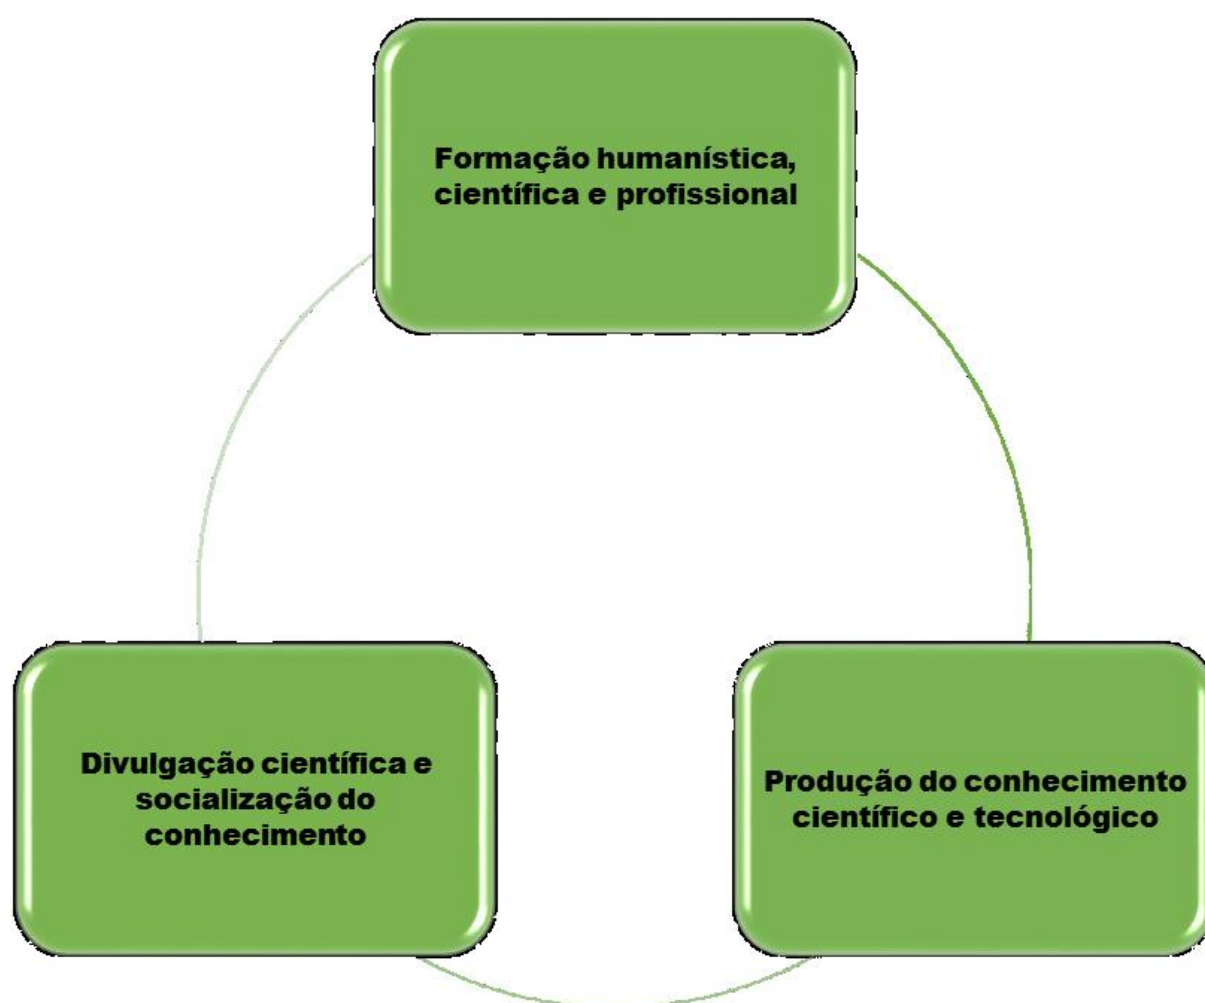 Formação humanística,
científica e profissional
Divulgação científica e
socialização do
conhecimento
Produção do conhecimento
científico e tecnológico